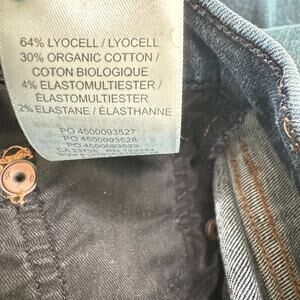 64% LYOCELL / LYOCELL
30% ORGANIC COTTON /
COTON BIOLOGIQUE
4% ELASTOMULTIESTER /
ÉLASTOMULTIESTER
2% ELASTANE / ÉLASTHANNE
PO 4500093527
PO 4500093528
PO 4500093529